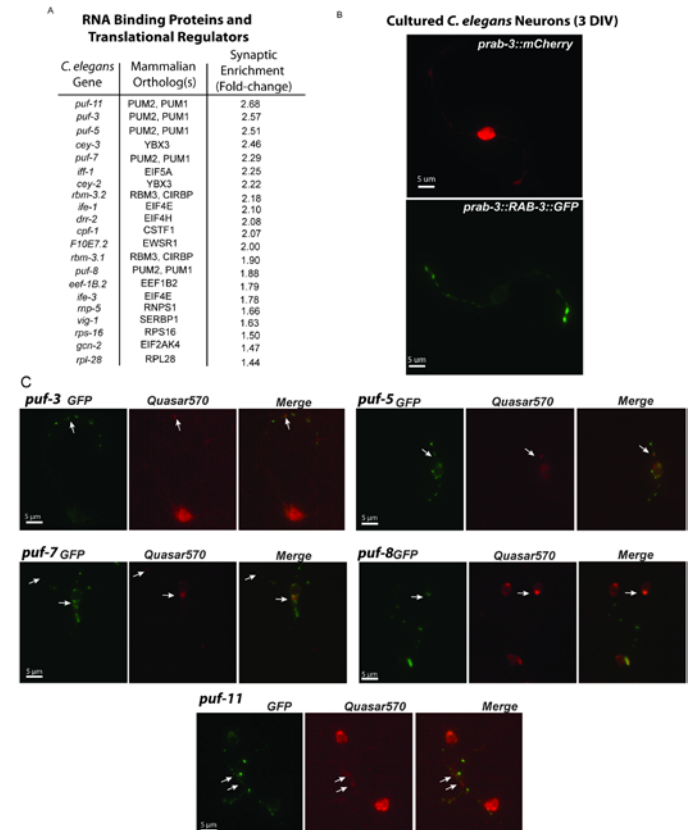 A
RNA Binding Proteins and
Translational Regulators
C. elegans Gene Mammalian Ortholog(s) Synaptic Enrichment (Fold-change)
puf-11 PUM2, PUM1 2.68
puf-3 PUM2, PUM1 2.57
puf-5 PUM2, PUM1 2.51
cey-3 YBX3 2.46
puf-7 PUM2, PUM1 2.29
iff-1 EIF5A 2.25
cey-2 YBX3 2.22
rbm-3.2 RBM3, CIRBP 2.18
ife-1 EIF4E 2.10
drr-2 EIF4H 2.08
cpf-1 CSTF1 2.07
F10E7.2 EWSR1 2.00
rbm-3.1 RBM3, CIRBP 1.90
puf-8 PUM2, PUM1 1.88
eef-1B.2 EEF1B2 1.79
ife-3 EIF4E 1.78
rnp-5 RNPS1 1.66
vig-1 SERBP1 1.63
rps-16 RPS16 1.50
gcn-2 EIF2AK4 1.47
rpl-28 RPL28 1.44
B
Cultured C. elegans Neurons (3 DIV)
prab-3::mCherry
5 um
prab-3::RAB-3::GFP
5 um
C
puf-3 GFP Quasar570 Merge
5 µm
puf-5 GFP Quasar570 Merge
5 µm
puf-7 GFP Quasar570 Merge
5 µm
puf-8 GFP Quasar570 Merge
5 µm
puf-11 GFP Quasar570 Merge
5 µm